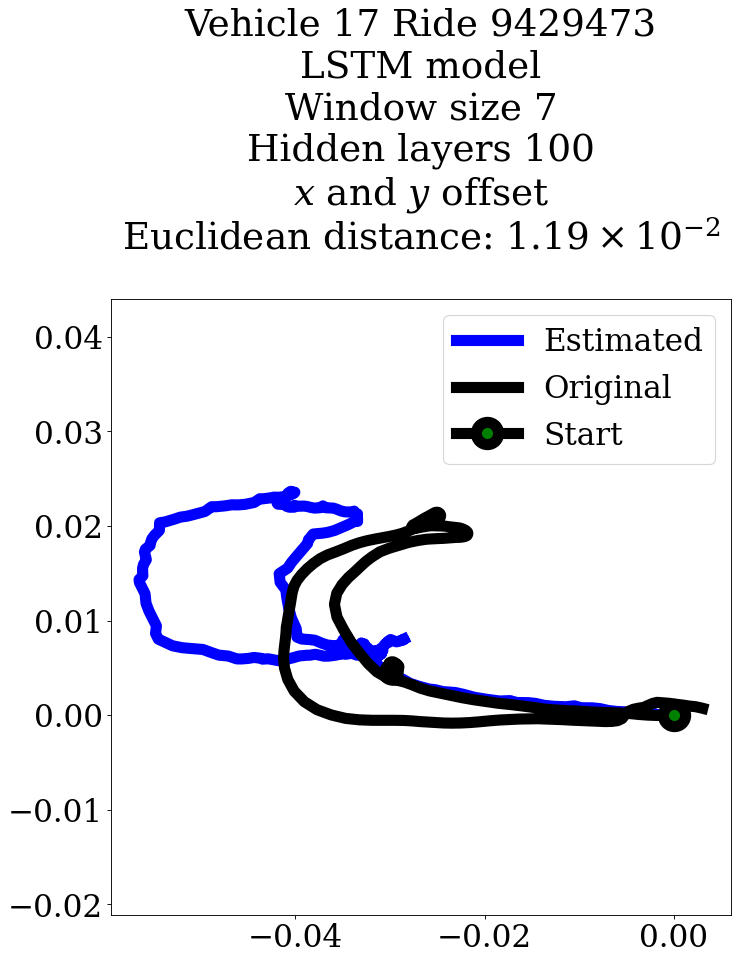 Vehicle 17 Ride 9429473
LSTM model
Window size 7
Hidden layers 100
x and y offset
Euclidean distance: 1.19 × 10⁻²
Estimated
Original
Start
0.04
0.03
0.02
0.01
0.00
−0.01
−0.02
−0.04
−0.02
0.00